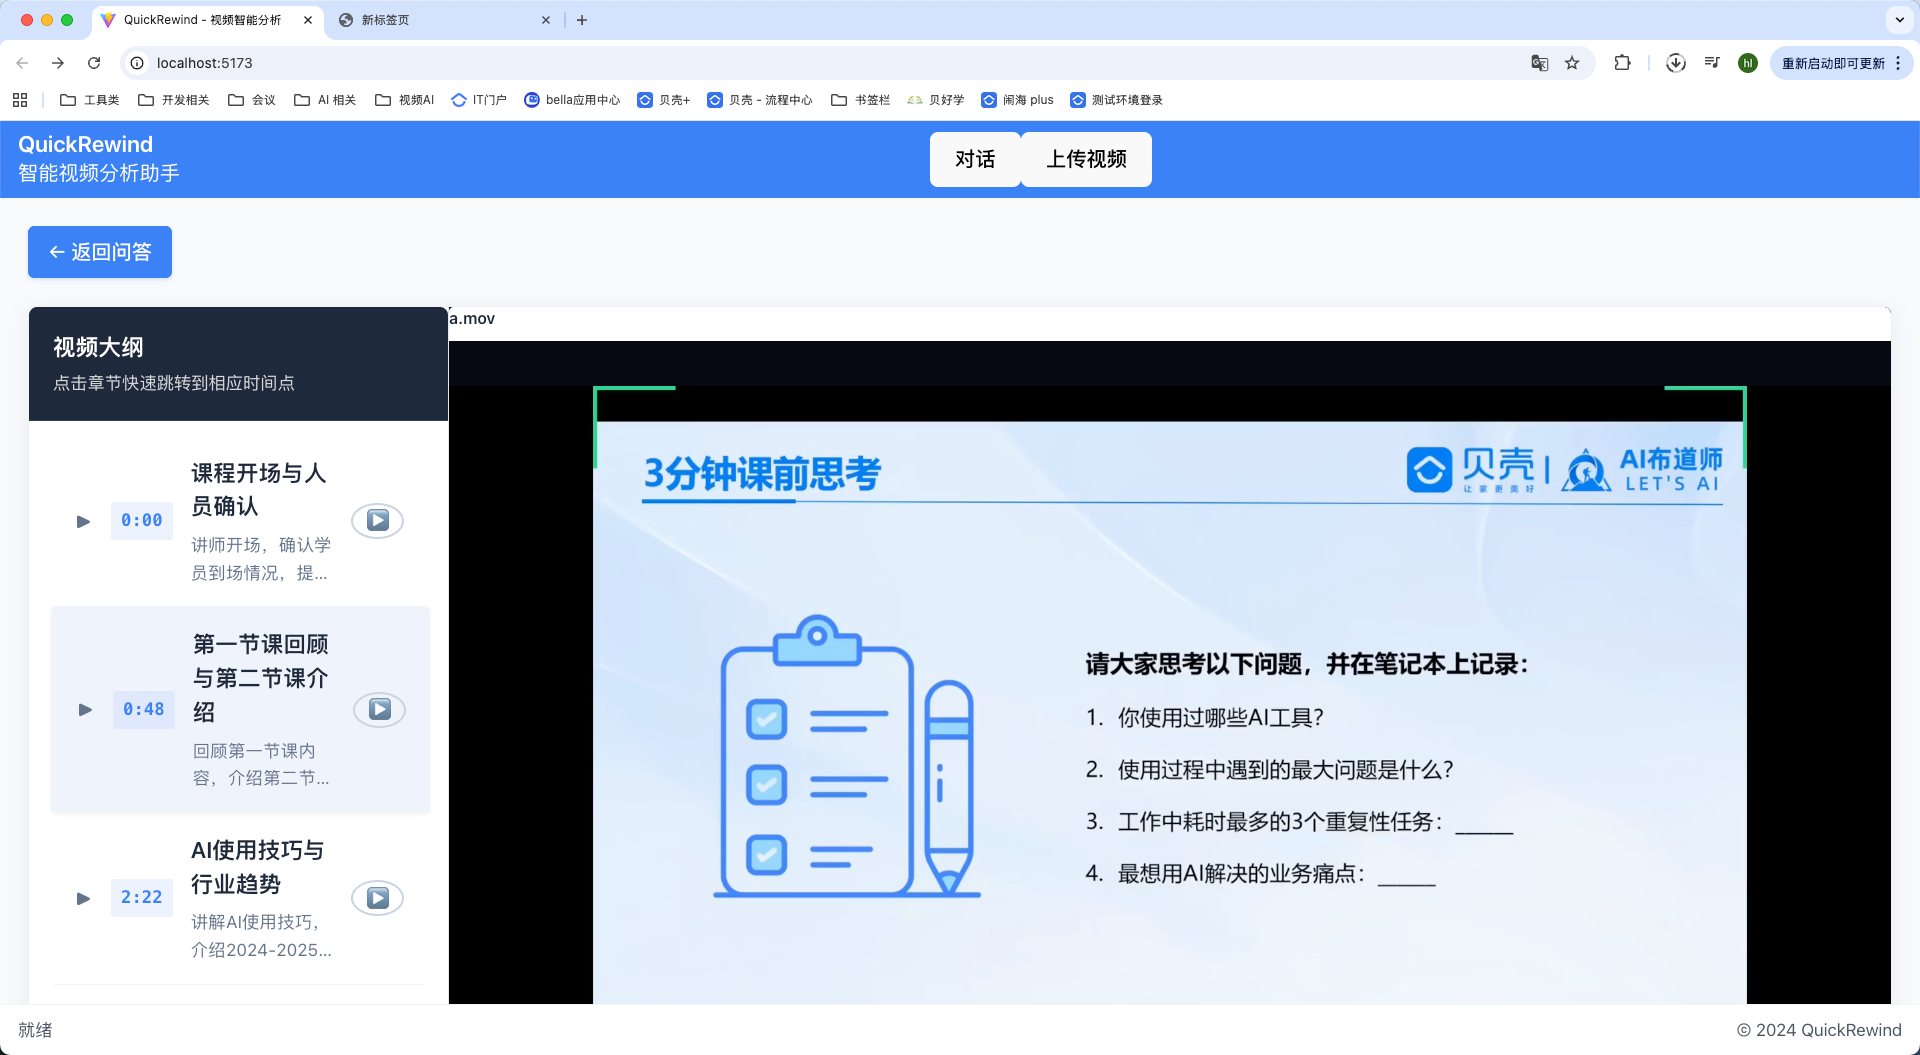 QuickRewind - 视频智能分析
新标签页
localhost:5173
hl
重新启动即可更新
工具类
开发相关
会议
AI 相关
视频AI
IT门户
bella应用中心
贝壳+
贝壳 - 流程中心
书签栏
贝好学
闹海 plus
测试环境登录
QuickRewind
智能视频分析助手
对话
上传视频
← 返回问答
视频大纲
点击章节快速跳转到相应时间点
0:00
课程开场与人
员确认
讲师开场，确认学
员到场情况，提...
0:48
第一节课回顾
与第二节课介
绍
回顾第一节课内
容，介绍第二节...
2:22
AI使用技巧与
行业趋势
讲解AI使用技巧，
介绍2024-2025...
a.mov
3分钟课前思考
贝壳
让家更美好
AI布道师
LET'S AI
请大家思考以下问题，并在笔记本上记录：
1. 你使用过哪些AI工具？
2. 使用过程中遇到的最大问题是什么？
3. 工作中耗时最多的3个重复性任务：_____
4. 最想用AI解决的业务痛点：_____
就绪
© 2024 QuickRewind